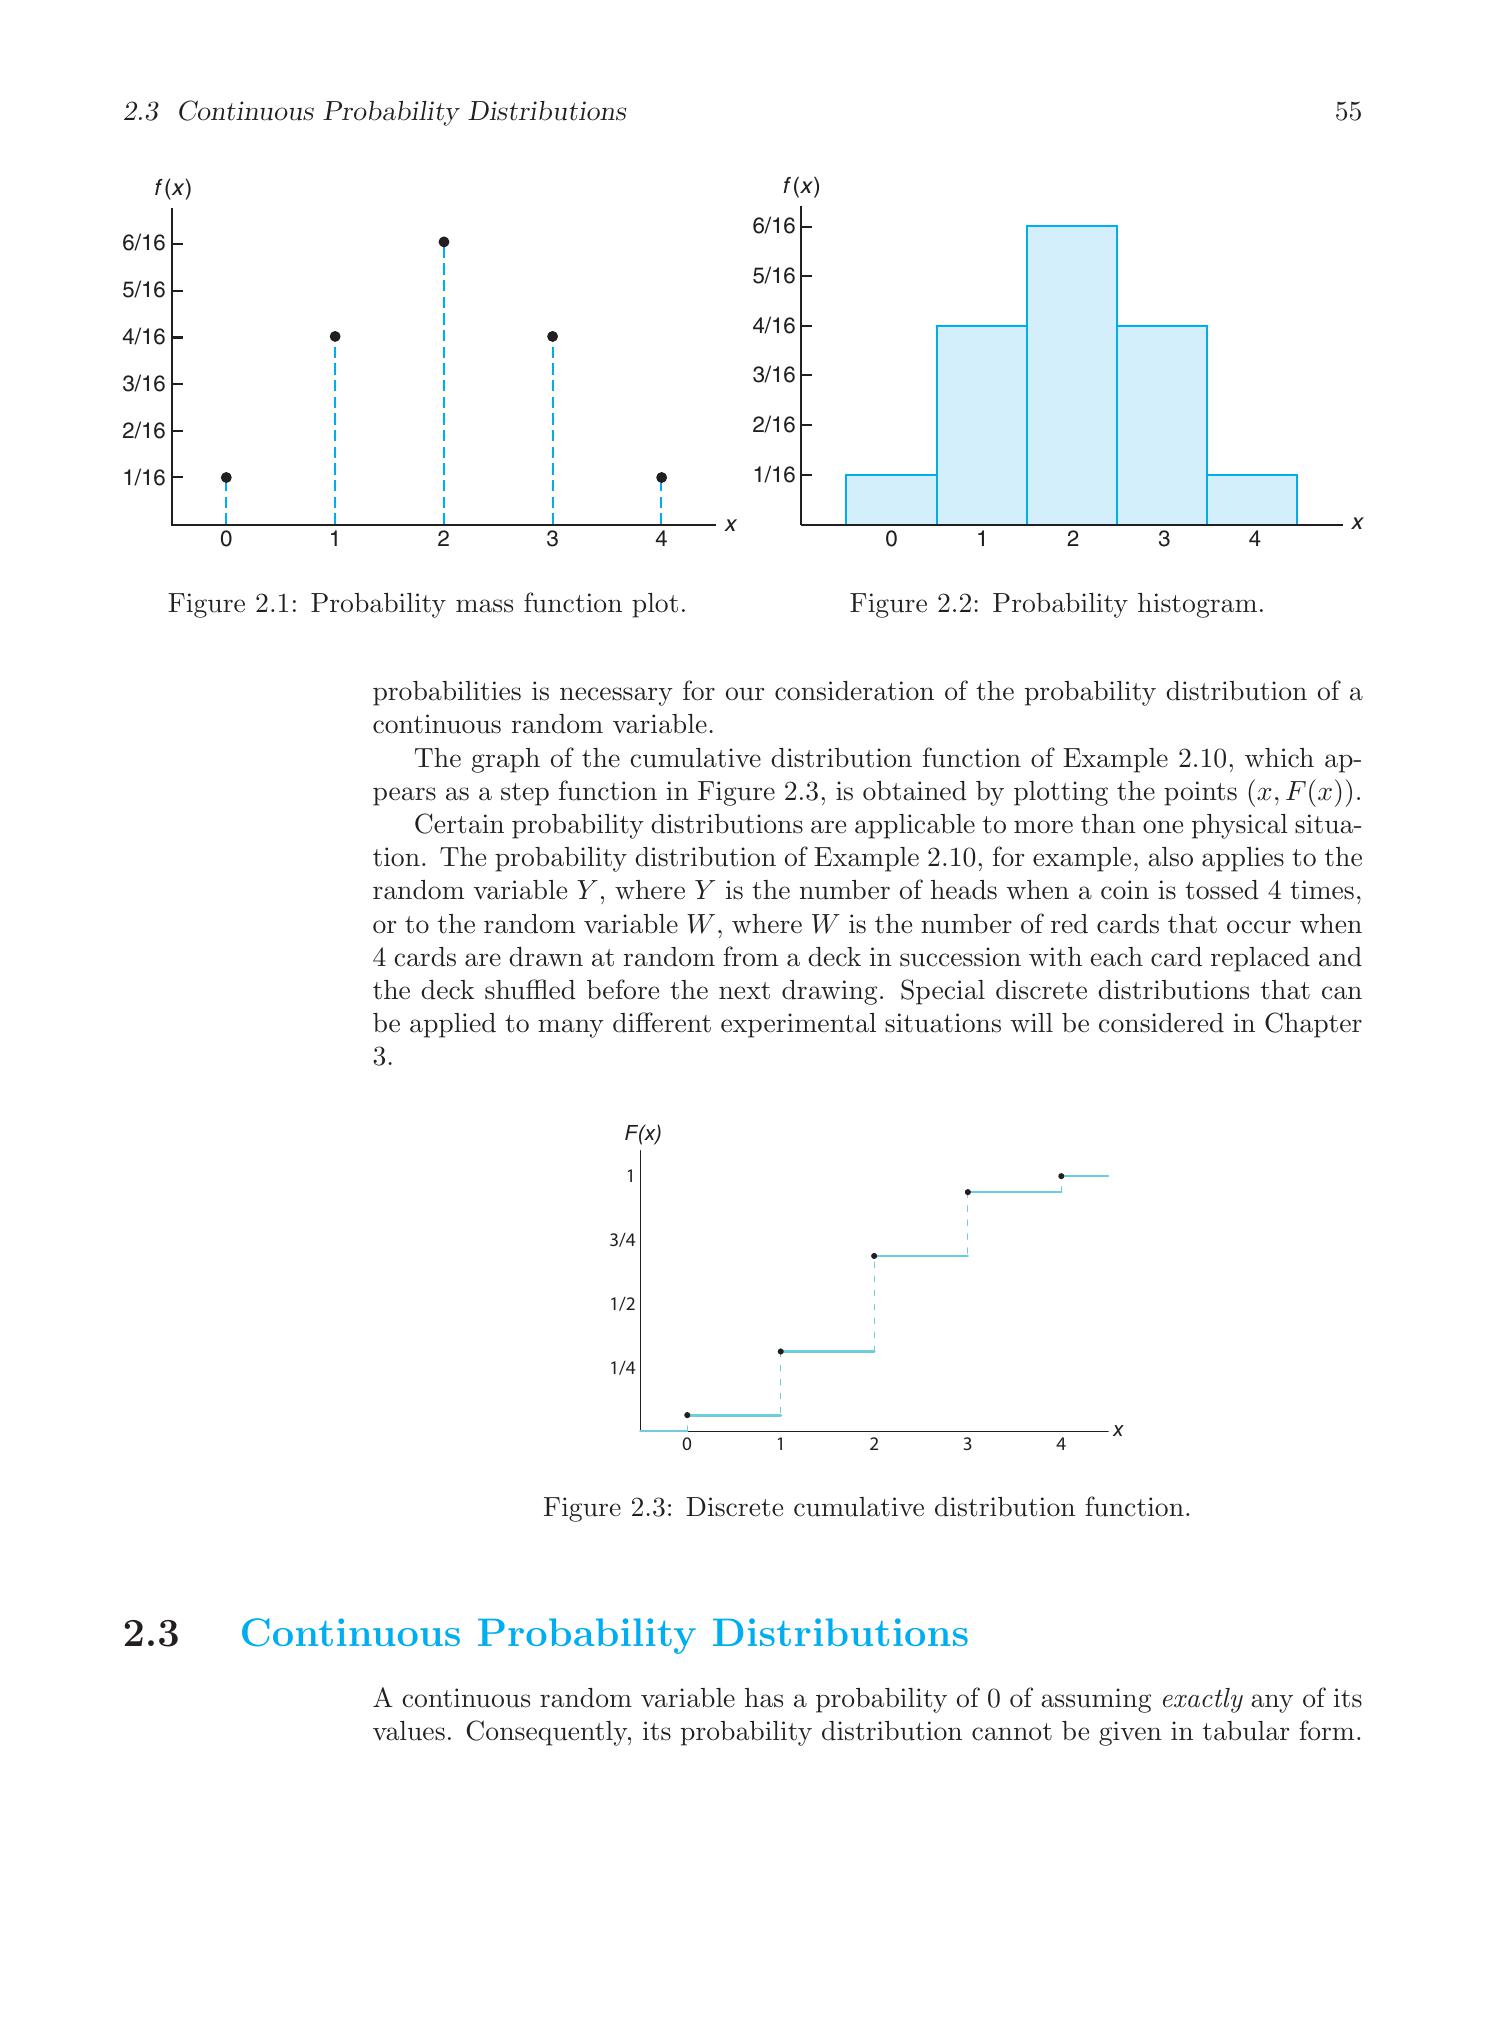 2.3 Continuous Probability Distributions 55
f(x)
6/16
5/16
4/16
3/16
2/16
1/16
0 1 2 3 4 x
Figure 2.1: Probability mass function plot.
f(x)
6/16
5/16
4/16
3/16
2/16
1/16
0 1 2 3 4 x
Figure 2.2: Probability histogram.
probabilities is necessary for our consideration of the probability distribution of a
continuous random variable.
The graph of the cumulative distribution function of Example 2.10, which ap-
pears as a step function in Figure 2.3, is obtained by plotting the points (x, F(x)).
Certain probability distributions are applicable to more than one physical situa-
tion. The probability distribution of Example 2.10, for example, also applies to the
random variable Y, where Y is the number of heads when a coin is tossed 4 times,
or to the random variable W, where W is the number of red cards that occur when
4 cards are drawn at random from a deck in succession with each card replaced and
the deck shuffled before the next drawing. Special discrete distributions that can
be applied to many different experimental situations will be considered in Chapter
3.
F(x)
1
3/4
1/2
1/4
0 1 2 3 4 x
Figure 2.3: Discrete cumulative distribution function.
2.3 Continuous Probability Distributions
A continuous random variable has a probability of 0 of assuming exactly any of its
values. Consequently, its probability distribution cannot be given in tabular form.